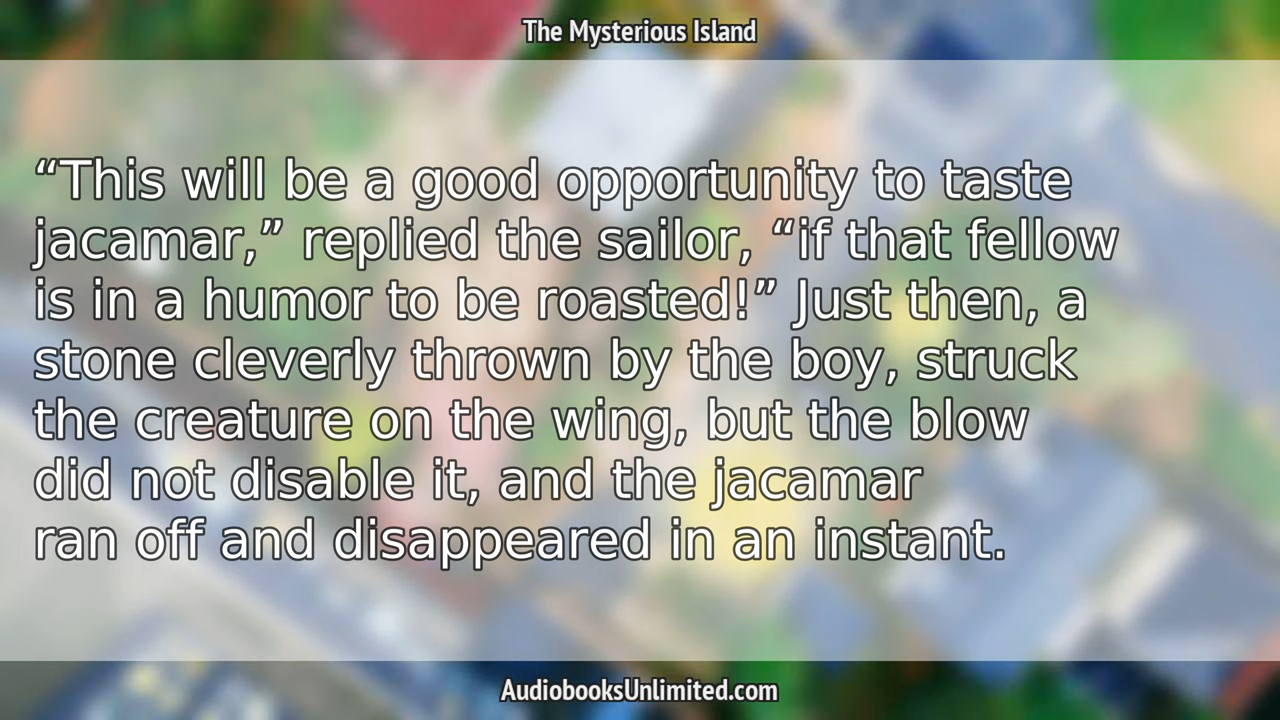 The Mysterious Island
“This will be a good opportunity to taste
jacamar,” replied the sailor, “if that fellow
is in a humor to be roasted!” Just then, a
stone cleverly thrown by the boy, struck
the creature on the wing, but the blow
did not disable it, and the jacamar
ran off and disappeared in an instant.
AudiobooksUnlimited.com